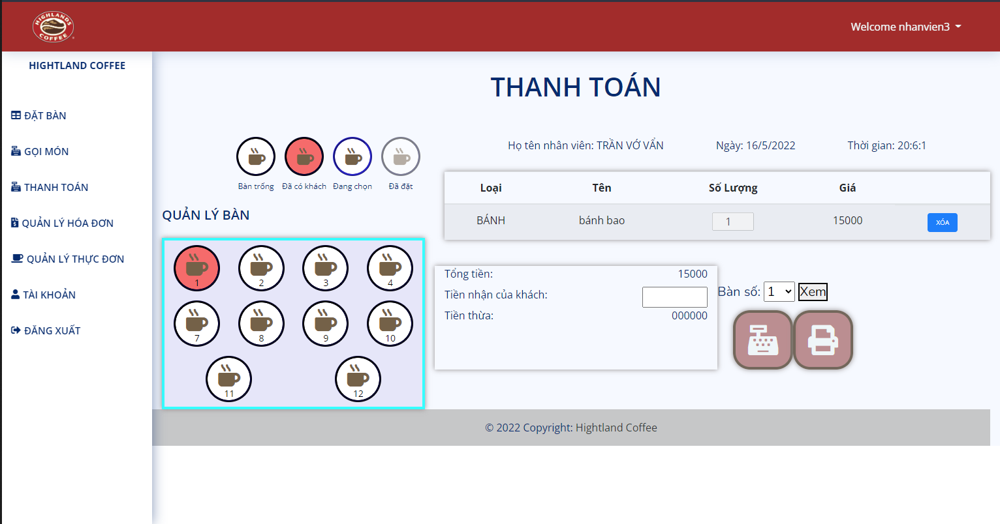 HIGHLANDS
COFFEE
Welcome nhanvien3
HIGHTLAND COFFEE
ĐẶT BÀN
GỌI MÓN
THANH TOÁN
QUẢN LÝ HÓA ĐƠN
QUẢN LÝ THỰC ĐƠN
TÀI KHOẢN
ĐĂNG XUẤT
THANH TOÁN
Bàn trống Đã có khách Đang chọn Đã đặt
QUẢN LÝ BÀN
1 2 3 4
7 8 9 10
11 12
Họ tên nhân viên: TRẦN VỚ VẨN Ngày: 16/5/2022 Thời gian: 20:6:1
Loại Tên Số Lượng Giá
BÁNH bánh bao 1 15000 XÓA
Tổng tiền: 15000
Tiền nhận của khách:
Tiền thừa: 000000
Bàn số: 1 Xem
© 2022 Copyright: Hightland Coffee